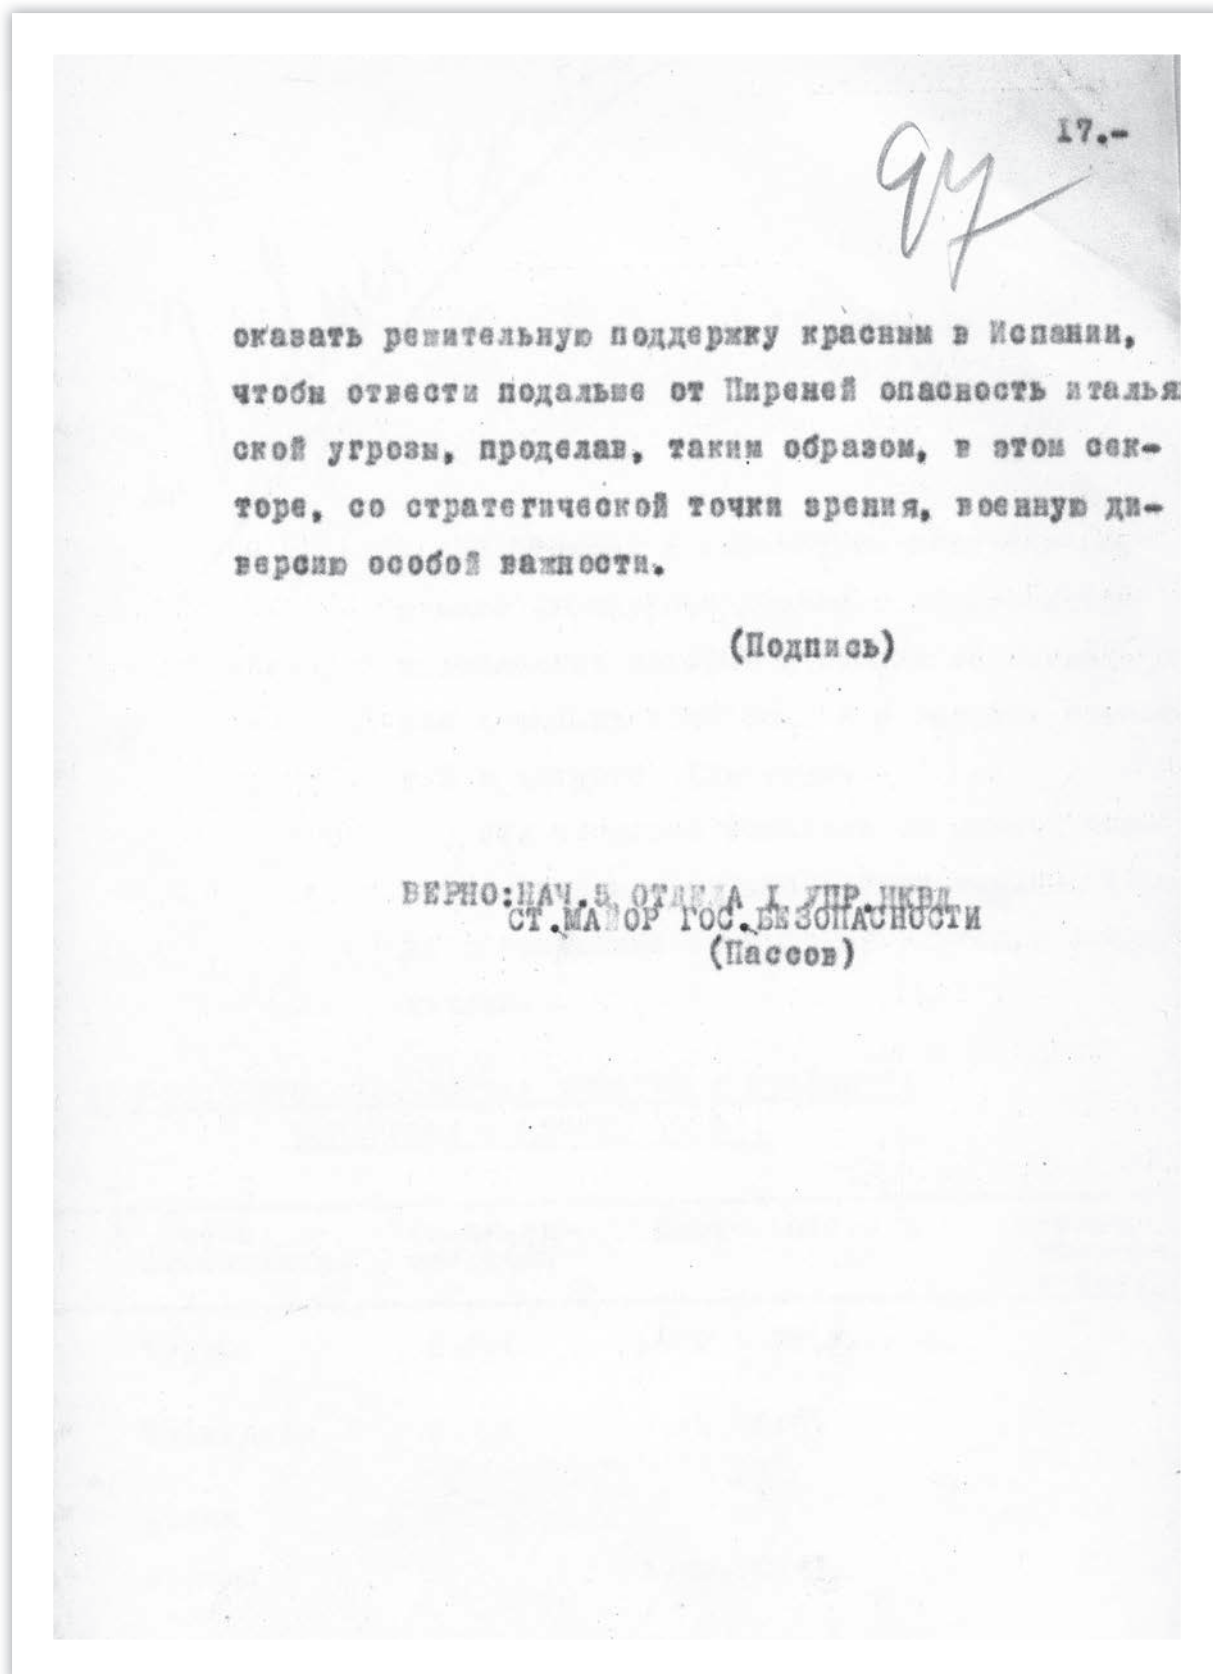 17.-
97
оказать решительную поддержку красным в Испании,
чтобы отвести подальше от Пиреней опасность италья
ской угрозы, проделав, таким образом, в этом сек-
торе, со стратегической точки зрения, военную ди-
версию особой важности.
(Подпись)
ВЕРНО:НАЧ.5 ОТДЕЛА I УПР.НКВД
СТ.МАЙОР ГОС.БЕЗОПАСНОСТИ
(Пассов)